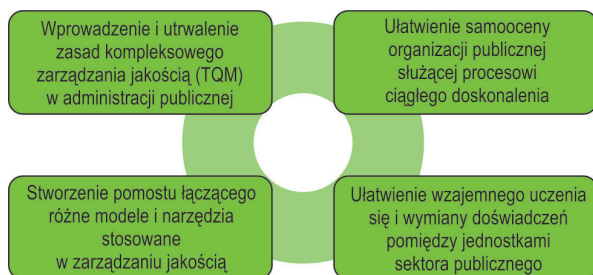 Wprowadzenie i utrwalenie
zasad kompleksowego
zarządzania jakością (TQM)
w administracji publicznej
Ułatwienie samooceny
organizacji publicznej
służącej procesowi
ciągłego doskonalenia
Stworzenie pomostu łączącego
różne modele i narzędzia
stosowane
w zarządzaniu jakością
Ułatwienie wzajemnego uczenia
się i wymiany doświadczeń
pomiędzy jednostkami
sektora publicznego